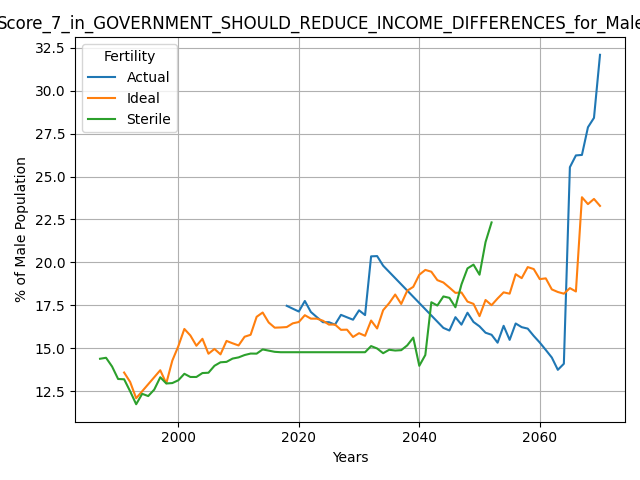 Score_7_in_GOVERNMENT_SHOULD_REDUCE_INCOME_DIFFERENCES_for_Male
Fertility
Actual
Ideal
Sterile
% of Male Population
32.5
30.0
27.5
25.0
22.5
20.0
17.5
15.0
12.5
2000 2020 2040 2060
Years